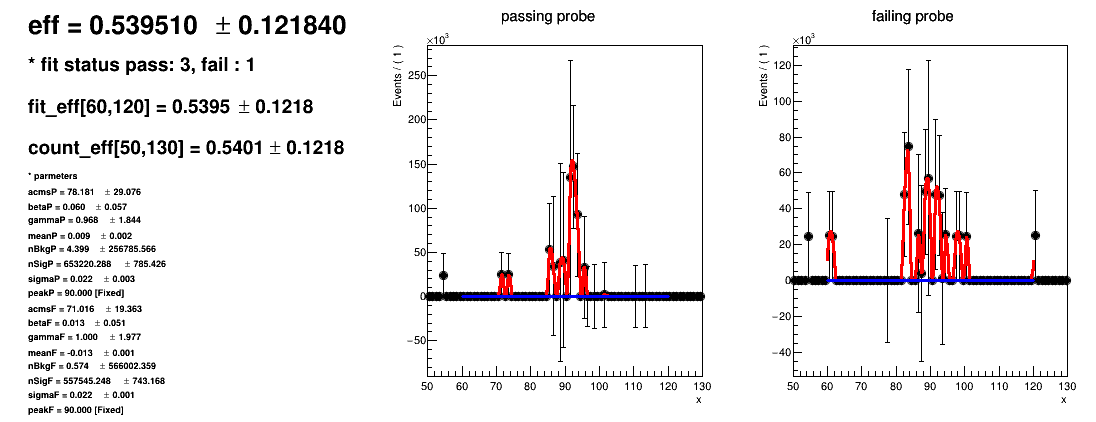 eff = 0.539510 ± 0.121840
* fit status pass: 3, fail : 1
fit_eff[60,120] = 0.5395 ± 0.1218
count_eff[50,130] = 0.5401 ± 0.1218
* parmeters
acmsP = 78.181 ± 29.076
betaP = 0.060 ± 0.057
gammaP = 0.968 ± 1.844
meanP = 0.009 ± 0.002
nBkgP = 4.399 ± 256785.566
nSigP = 653220.288 ± 785.426
sigmaP = 0.022 ± 0.003
peakP = 90.000 [Fixed]
acmsF = 71.016 ± 19.363
betaF = 0.013 ± 0.051
gammaF = 1.000 ± 1.977
meanF = -0.013 ± 0.001
nBkgF = 0.574 ± 566002.359
nSigF = 557545.248 ± 743.168
sigmaF = 0.022 ± 0.001
peakF = 90.000 [Fixed]
passing probe
×10³
Events / ( 1 )
250
200
150
100
50
0
−50
50 60 70 80 90 100 110 120 130
x
failing probe
×10³
Events / ( 1 )
120
100
80
60
40
20
0
−20
−40
50 60 70 80 90 100 110 120 130
x